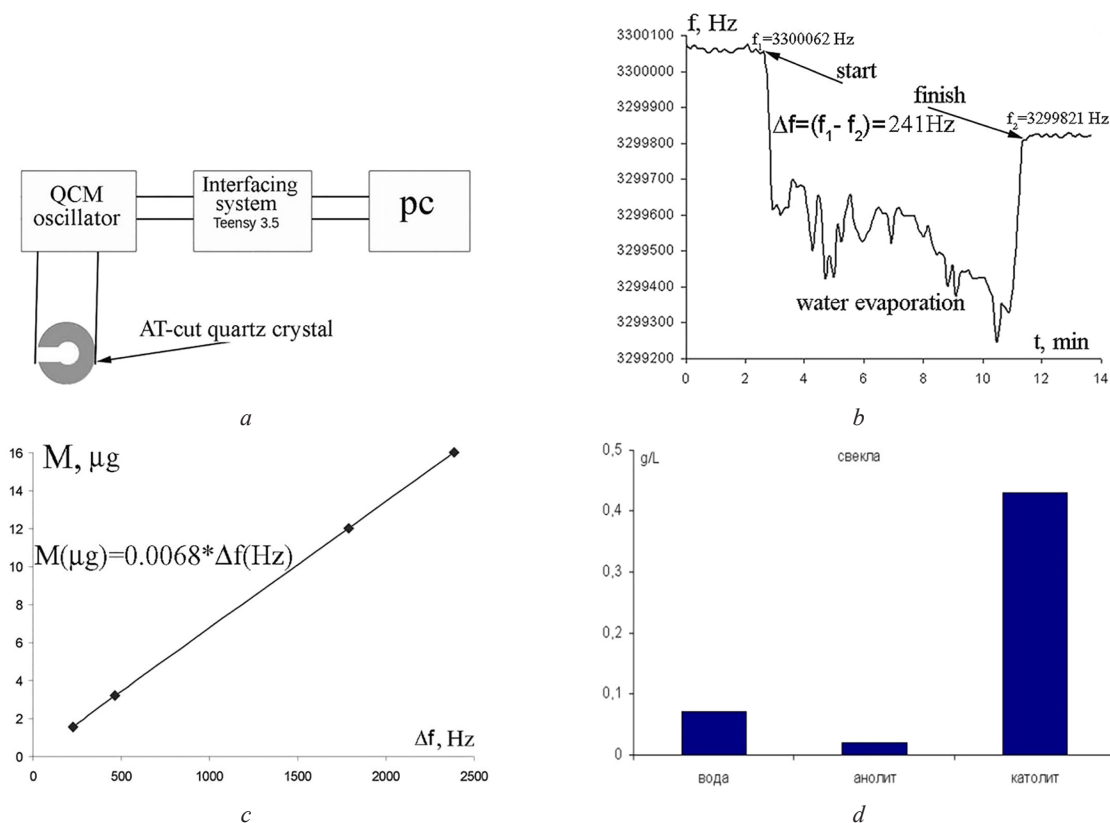 QCM
oscillator
Interfacing
system
Teensy 3.5
pc
AT-cut quartz crystal
a
f, Hz
f₁=3300062 Hz
start
finish
f₂=3299821 Hz
Δf=(f₁- f₂)=241Hz
water evaporation
t, min
3300100
3300000
3299900
3299800
3299700
3299600
3299500
3299400
3299300
3299200
0 2 4 6 8 10 12 14
b
M, µg
M(µg)=0.0068*Δf(Hz)
Δf, Hz
16
14
12
10
8
6
4
2
0
0 500 1000 1500 2000 2500
c
g/L
свекла
0,5
0,4
0,3
0,2
0,1
0
вода анолит католит
d